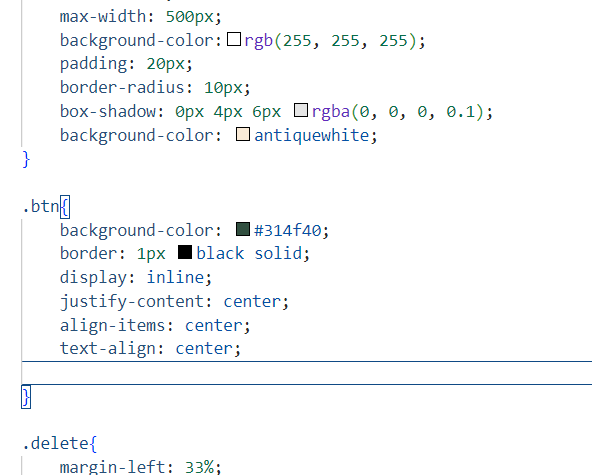 max-width: 500px;
background-color: rgb(255, 255, 255);
padding: 20px;
border-radius: 10px;
box-shadow: 0px 4px 6px rgba(0, 0, 0, 0.1);
background-color: antiquewhite;
}
.btn{
background-color: #314f40;
border: 1px black solid;
display: inline;
justify-content: center;
align-items: center;
text-align: center;
}
.delete{
margin-left: 33%;